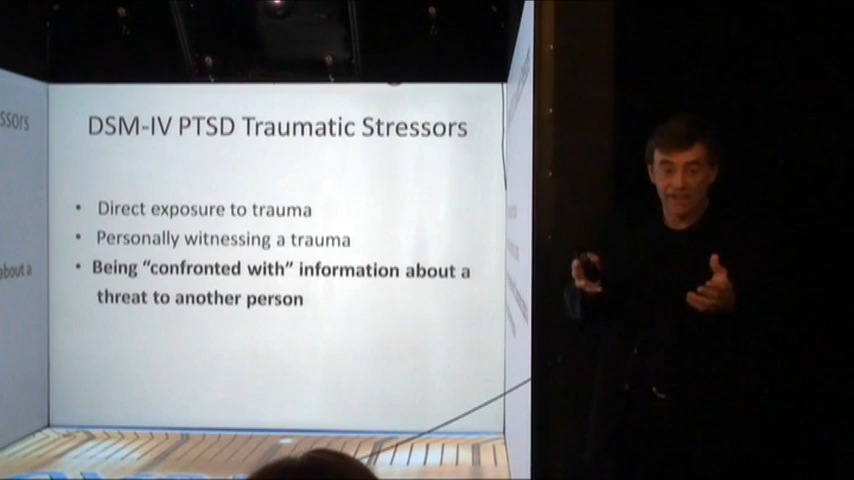 DSM-IV PTSD Traumatic Stressors
• Direct exposure to trauma
• Personally witnessing a trauma
• Being “confronted with” information about a
threat to another person
ssors
about a